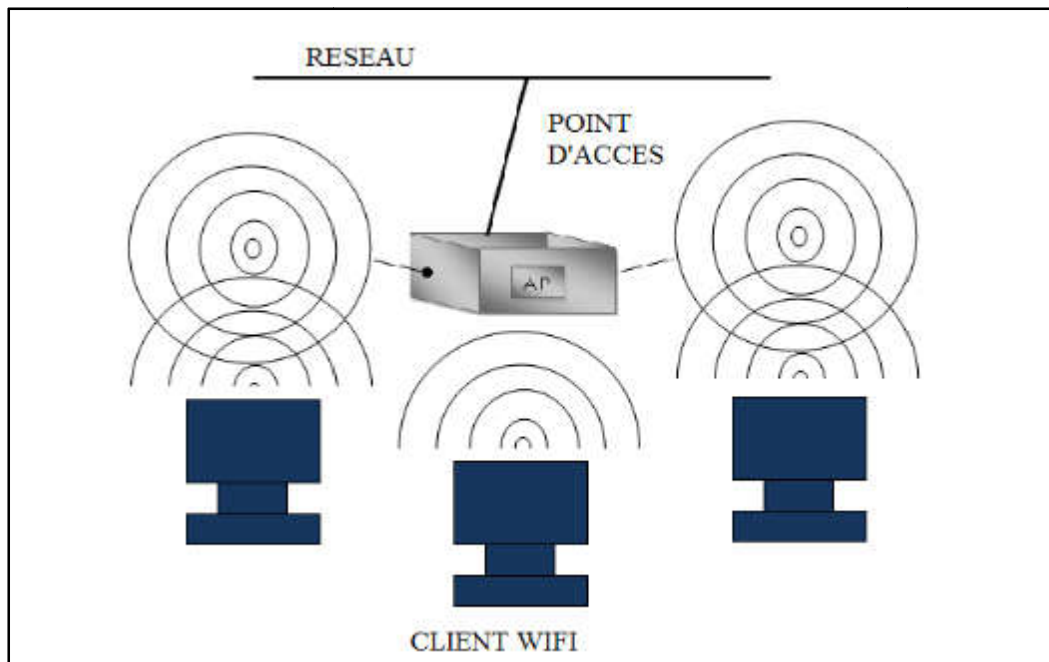 RESEAU
POINT
D'ACCES
AP
CLIENT WIFI